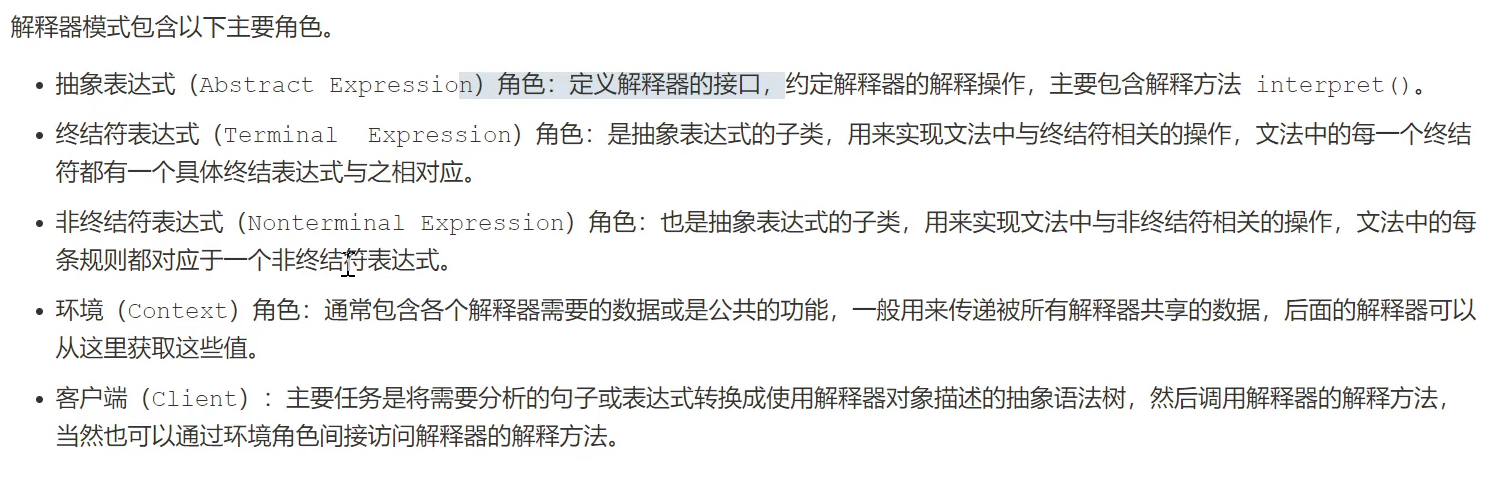 解释器模式包含以下主要角色。
• 抽象表达式（Abstract Expression）角色：定义解释器的接口，约定解释器的解释操作，主要包含解释方法 interpret()。
• 终结符表达式（Terminal  Expression）角色：是抽象表达式的子类，用来实现文法中与终结符相关的操作，文法中的每一个终结
符都有一个具体终结表达式与之相对应。
• 非终结符表达式（Nonterminal Expression）角色：也是抽象表达式的子类，用来实现文法中与非终结符相关的操作，文法中的每
条规则都对应于一个非终结符表达式。
• 环境（Context）角色：通常包含各个解释器需要的数据或是公共的功能，一般用来传递被所有解释器共享的数据，后面的解释器可以
从这里获取这些值。
• 客户端（Client）：主要任务是将需要分析的句子或表达式转换成使用解释器对象描述的抽象语法树，然后调用解释器的解释方法，
当然也可以通过环境角色间接访问解释器的解释方法。